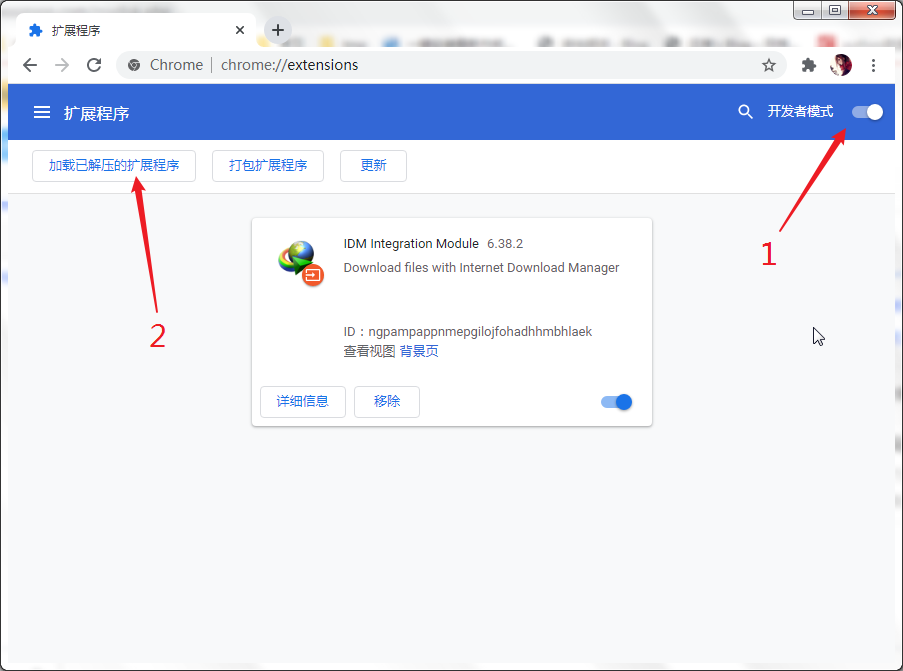 扩展程序
Chrome | chrome://extensions
扩展程序
开发者模式
加载已解压的扩展程序
打包扩展程序
更新
1
2
IDM Integration Module 6.38.2
Download files with Internet Download Manager
ID：ngpampappnmepgilojfohadhhmbhlaek
查看视图 背景页
详细信息
移除